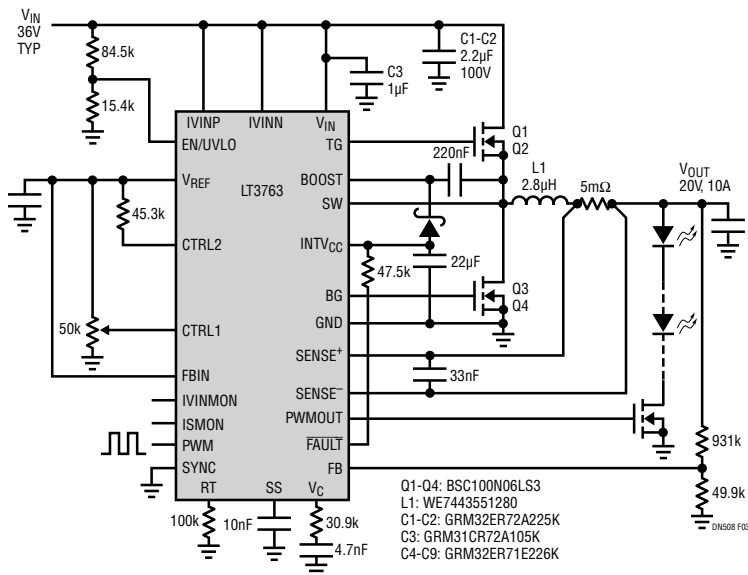 VIN
36V
TYP
84.5k
15.4k
C3
1µF
C1-C2
2.2µF
100V
IVINP
IVINN
VIN
EN/UVLO
TG
Q1
Q2
220nF
L1
2.8µH
5mΩ
VOUT
20V, 10A
VREF
LT3763
BOOST
SW
45.3k
CTRL2
INTVCC
47.5k
22µF
BG
Q3
Q4
GND
50k
CTRL1
SENSE+
33nF
FBIN
SENSE–
IVINMON
PWMOUT
ISMON
PWM
FAULT
931k
SYNC
FB
RT
SS
VC
49.9k
100k
10nF
30.9k
4.7nF
Q1-Q4: BSC100N06LS3
L1: WE7443551280
C1-C2: GRM32ER72A225K
C3: GRM31CR72A105K
C4-C9: GRM32ER71E226K
DN508 F03